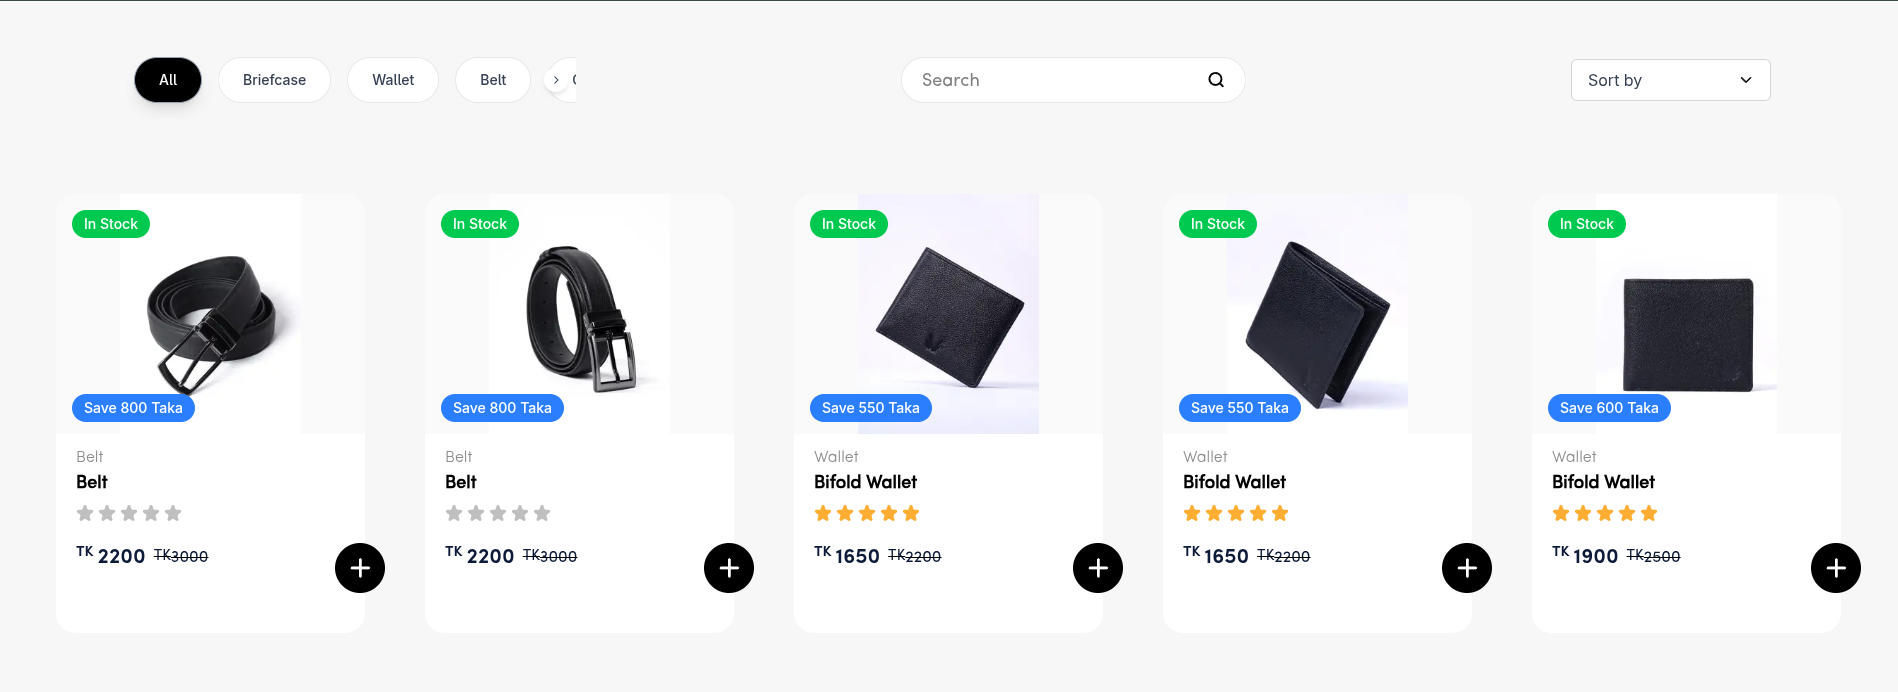 All
Briefcase
Wallet
Belt
Search
Sort by
In Stock
Save 800 Taka
Belt
Belt
TK 2200 TK3000
In Stock
Save 800 Taka
Belt
Belt
TK 2200 TK3000
In Stock
Save 550 Taka
Wallet
Bifold Wallet
TK 1650 TK2200
In Stock
Save 550 Taka
Wallet
Bifold Wallet
TK 1650 TK2200
In Stock
Save 600 Taka
Wallet
Bifold Wallet
TK 1900 TK2500